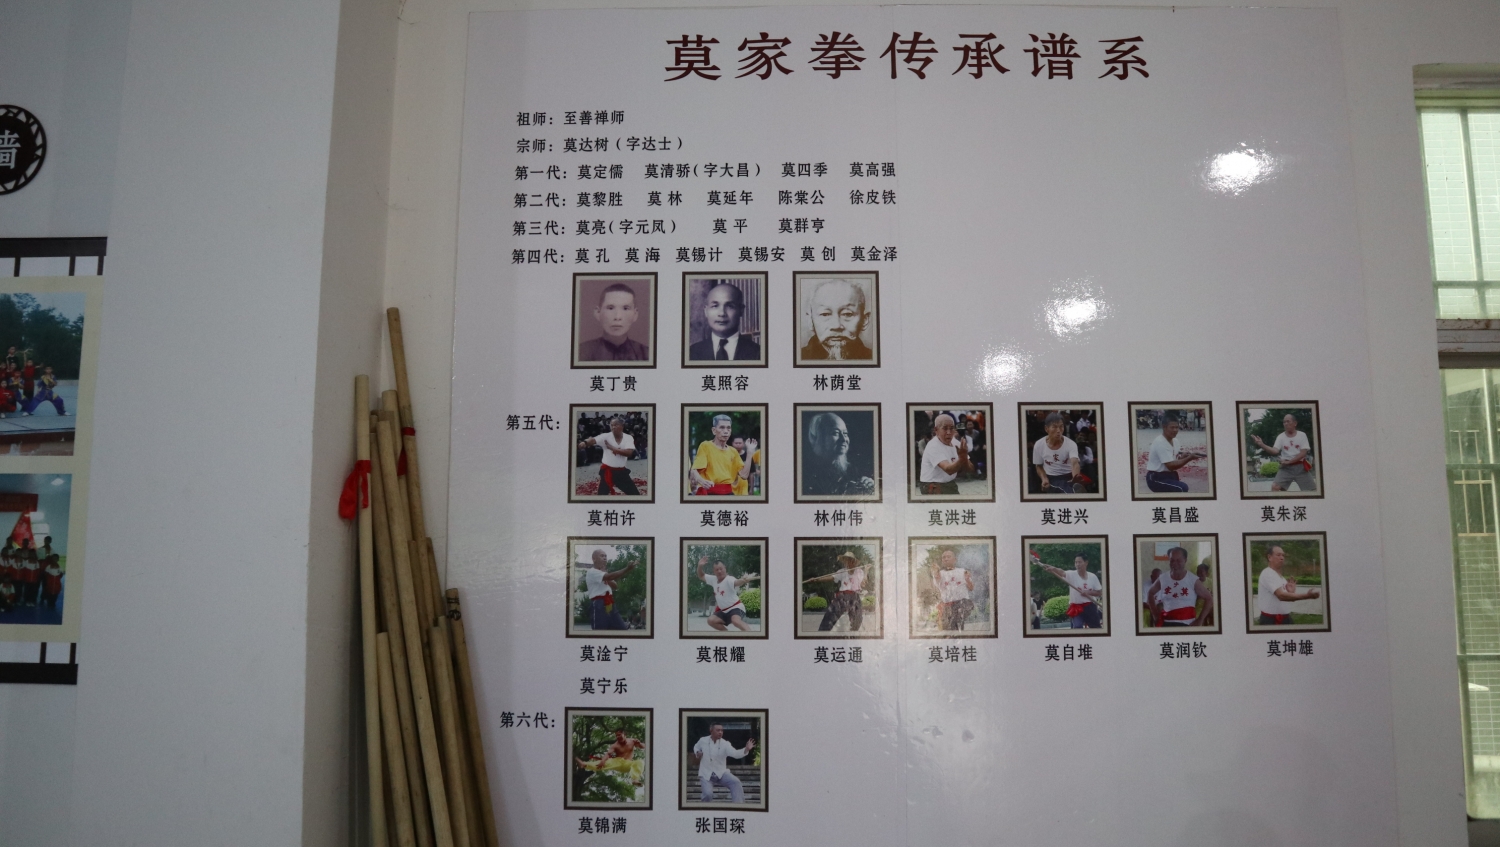 莫家拳传承谱系
祖师：至善禅师
宗师：莫达树（字达士）
第一代：莫定儒 莫清骄（字大昌） 莫四季 莫高强
第二代：莫黎胜 莫 林 莫延年 陈棠公 徐皮铁
第三代：莫亮（字元凤） 莫 平 莫群亨
第四代：莫 孔 莫 海 莫锡计 莫锡安 莫 创 莫金泽
莫丁贵 莫照容 林荫堂
第五代：
莫柏许 莫德裕 林仲伟 莫洪进 莫进兴 莫昌盛 莫朱深
莫淦宁 莫根耀 莫运通 莫培桂 莫自堆 莫润钦 莫坤雄
莫宁乐
第六代：
莫锦满 张国琛
墙